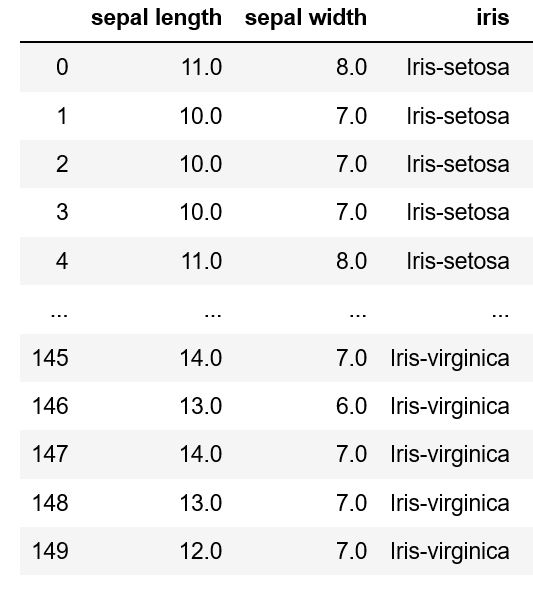 sepal length sepal width iris
0 11.0 8.0 Iris-setosa
1 10.0 7.0 Iris-setosa
2 10.0 7.0 Iris-setosa
3 10.0 7.0 Iris-setosa
4 11.0 8.0 Iris-setosa
... ... ... ...
145 14.0 7.0 Iris-virginica
146 13.0 6.0 Iris-virginica
147 14.0 7.0 Iris-virginica
148 13.0 7.0 Iris-virginica
149 12.0 7.0 Iris-virginica